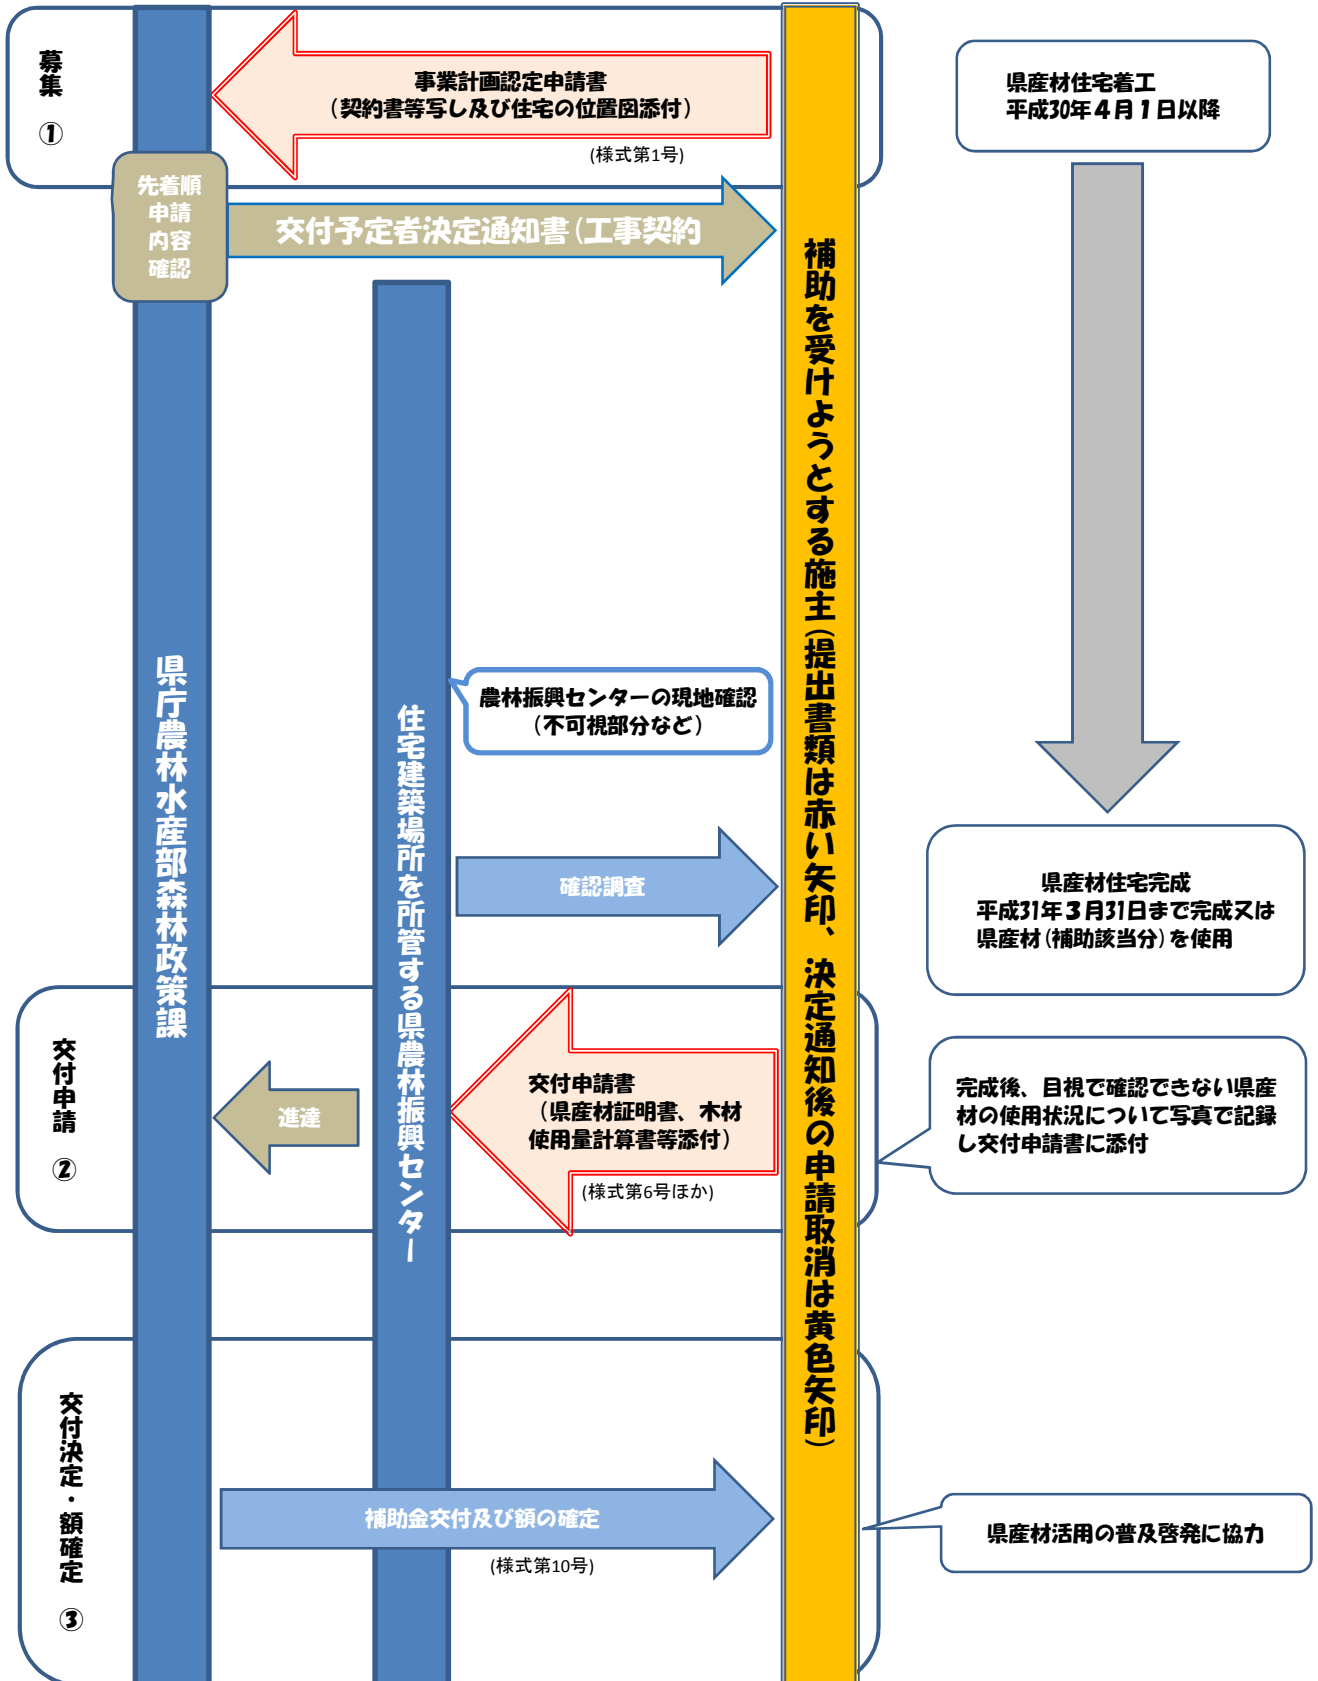 募集 ①
事業計画認定申請書
（契約書等写し及び住宅の位置図添付）
(様式第1号)
県産材住宅着工
平成30年４月１日以降
先着順
申請
内容
確認
交付予定者決定通知書(工事契約
補助を受けようとする施主(提出書類は赤い矢印、決定通知後の申請取消は黄色矢印)
県庁農林水産部森林政策課
住宅建築場所を所管する県農林振興センター
農林振興センターの現地確認
（不可視部分など）
確認調査
県産材住宅完成
平成31年３月31日まで完成又は
県産材(補助該当分)を使用
交付申請 ②
交付申請書
（県産材証明書、木材
使用量計算書等添付）
(様式第6号ほか)
進達
完成後、目視で確認できない県産
材の使用状況について写真で記録
し交付申請書に添付
交付決定・額確定 ③
補助金交付及び額の確定
(様式第10号)
県産材活用の普及啓発に協力